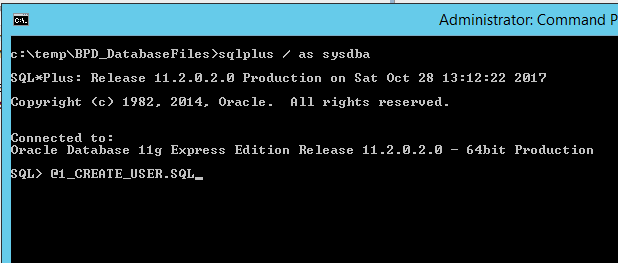 Administrator: Command P
c:\temp\BPD_DatabaseFiles>sqlplus / as sysdba
SQL*Plus: Release 11.2.0.2.0 Production on Sat Oct 28 13:12:22 2017
Copyright (c) 1982, 2014, Oracle.  All rights reserved.
Connected to:
Oracle Database 11g Express Edition Release 11.2.0.2.0 - 64bit Production
SQL> @1_CREATE_USER.SQL_